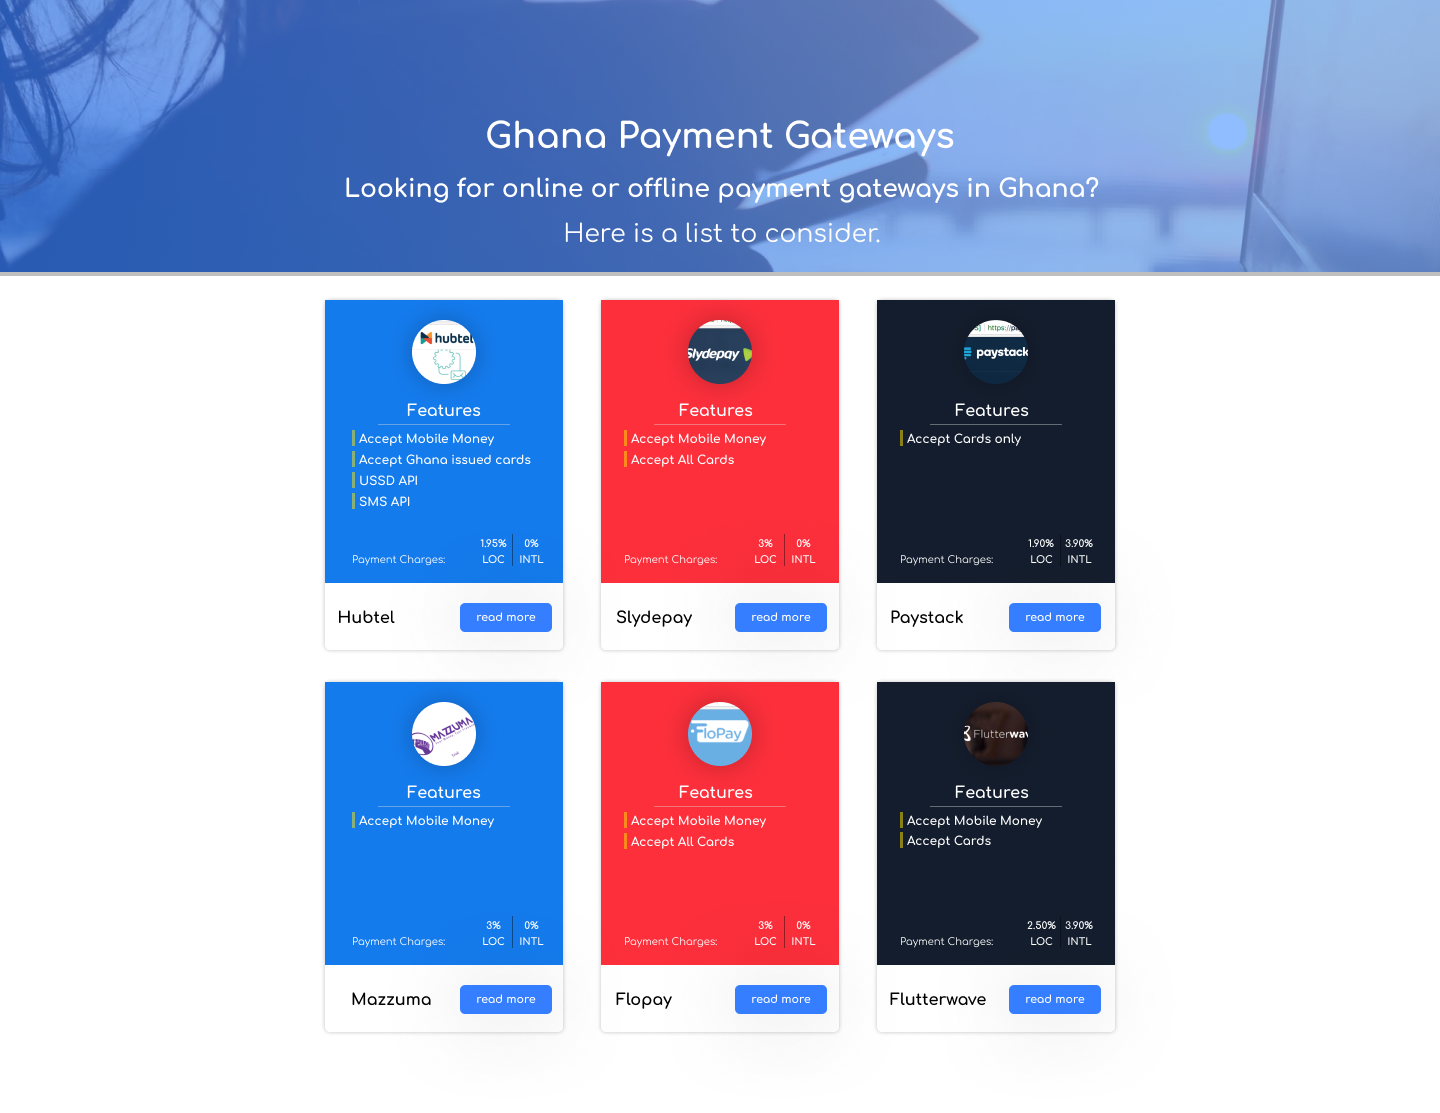 Ghana Payment Gateways
Looking for online or offline payment gateways in Ghana?
Here is a list to consider.
hubtel
Features
Accept Mobile Money
Accept Ghana issued cards
USSD API
SMS API
1.95% 0%
Payment Charges: LOC INTL
Hubtel read more
Slydepay
Features
Accept Mobile Money
Accept All Cards
3% 0%
Payment Charges: LOC INTL
Slydepay read more
https://pa
paystack
Features
Accept Cards only
1.90% 3.90%
Payment Charges: LOC INTL
Paystack read more
MAZZUMA
Features
Accept Mobile Money
3% 0%
Payment Charges: LOC INTL
Mazzuma read more
FloPay
Features
Accept Mobile Money
Accept All Cards
3% 0%
Payment Charges: LOC INTL
Flopay read more
Flutterwav
Features
Accept Mobile Money
Accept Cards
2.50% 3.90%
Payment Charges: LOC INTL
Flutterwave read more